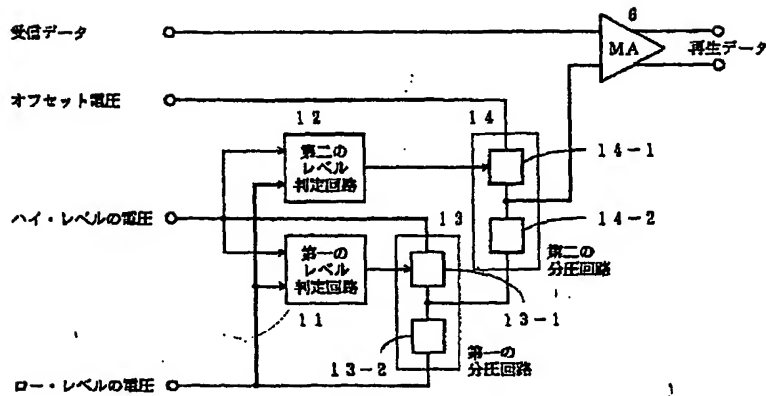 6
受信データ
MA
再生データ
オフセット電圧
12
14
第二の
レベル
判定回路
14-1
14-2
ハイ・レベルの電圧
13
第二の
分圧回路
第一の
レベル
判定回路
11
13-1
13-2
第一の
分圧回路
ロー・レベルの電圧